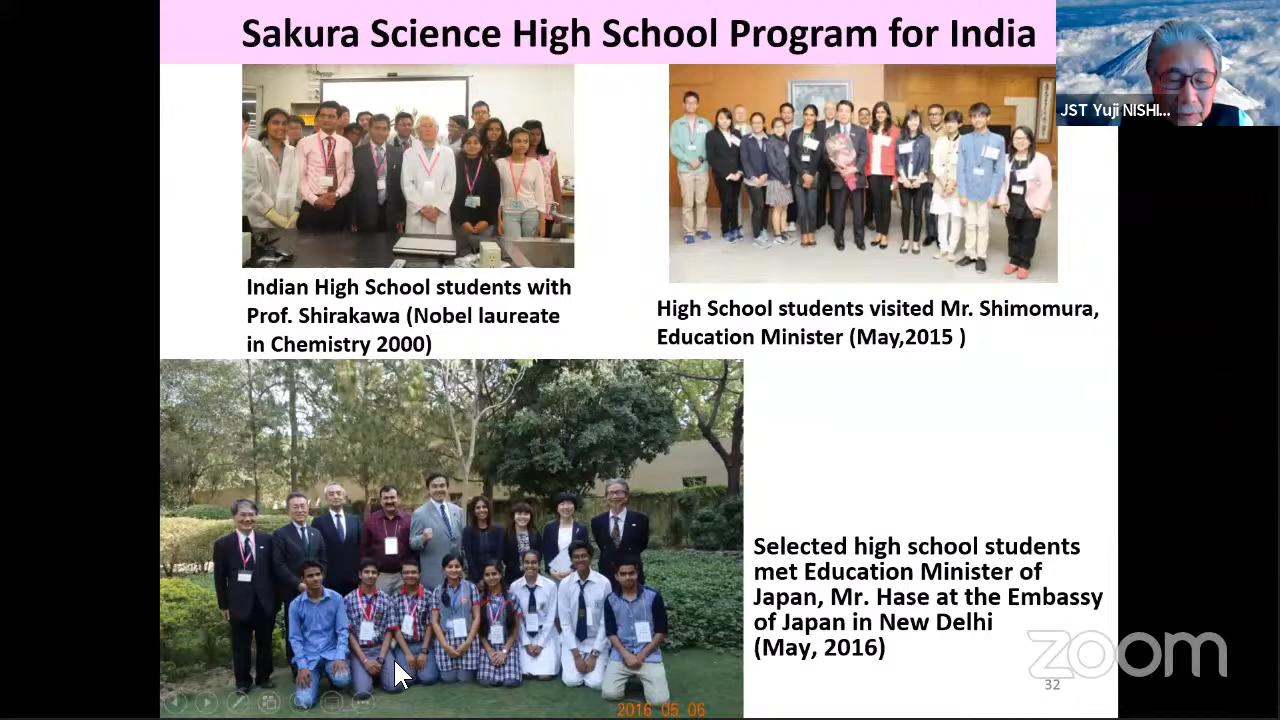 Sakura Science High School Program for India
JST Yuji NISHI...
Indian High School students with
Prof. Shirakawa (Nobel laureate
in Chemistry 2000)
High School students visited Mr. Shimomura,
Education Minister (May,2015 )
Selected high school students
met Education Minister of
Japan, Mr. Hase at the Embassy
of Japan in New Delhi
(May, 2016)
zoom
32
2016 05 06